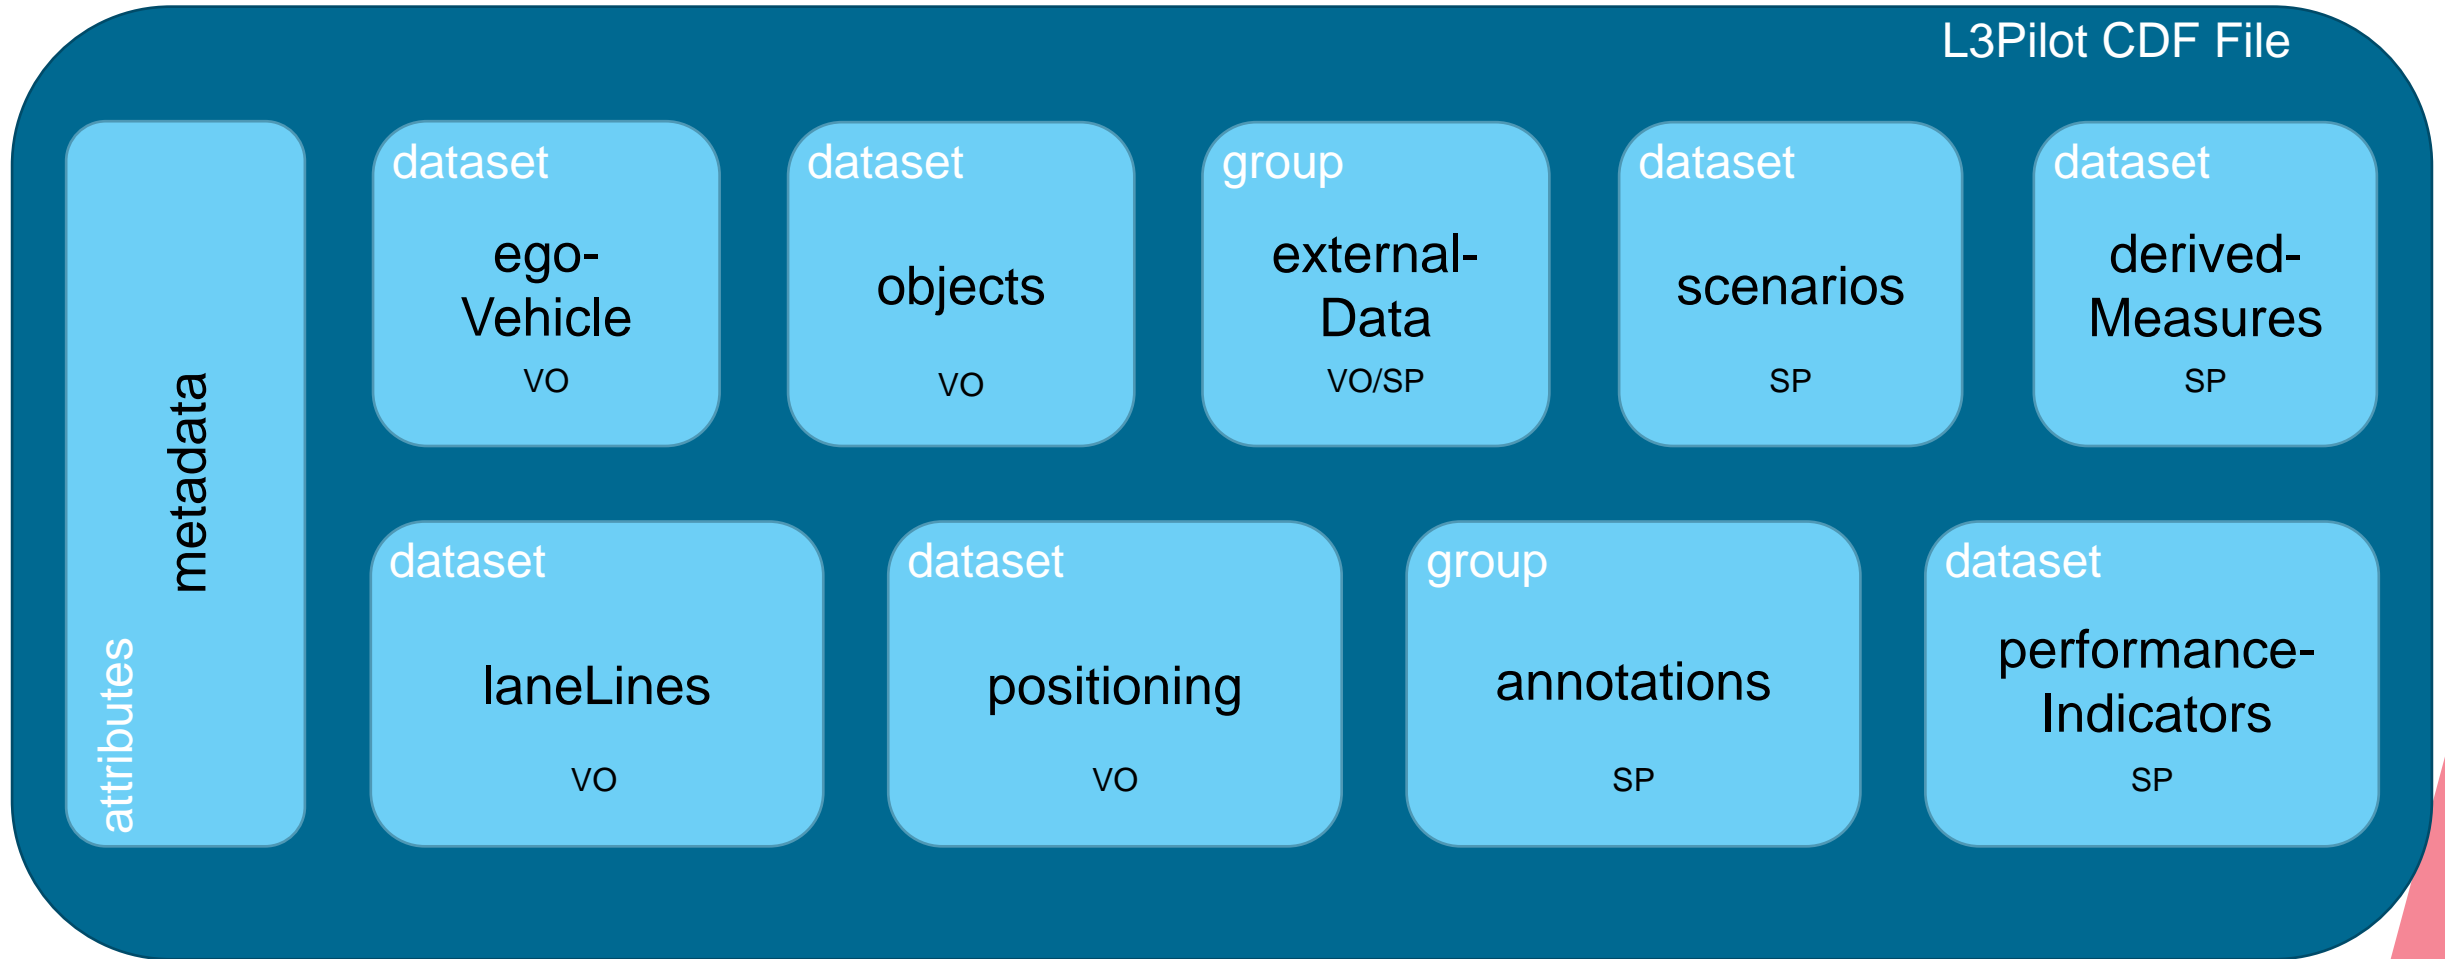 L3Pilot CDF File
metadata
attributes
dataset
ego-
Vehicle
VO
dataset
objects
VO
group
external-
Data
VO/SP
dataset
scenarios
SP
dataset
derived-
Measures
SP
dataset
laneLines
VO
dataset
positioning
VO
group
annotations
SP
dataset
performance-
Indicators
SP